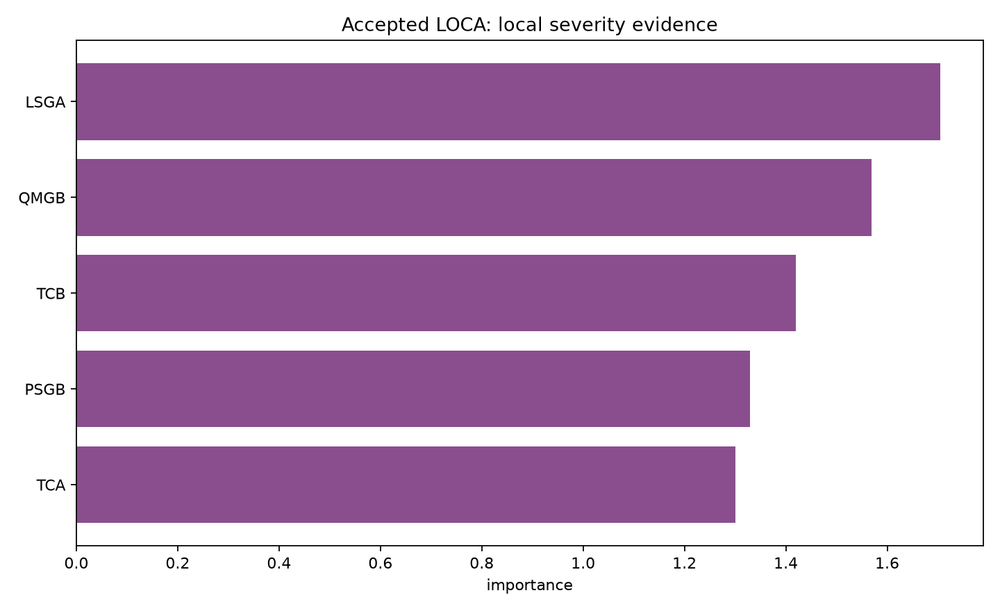 Accepted LOCA: local severity evidence
LSGA
QMGB
TCB
PSGB
TCA
0.0 0.2 0.4 0.6 0.8 1.0 1.2 1.4 1.6
importance